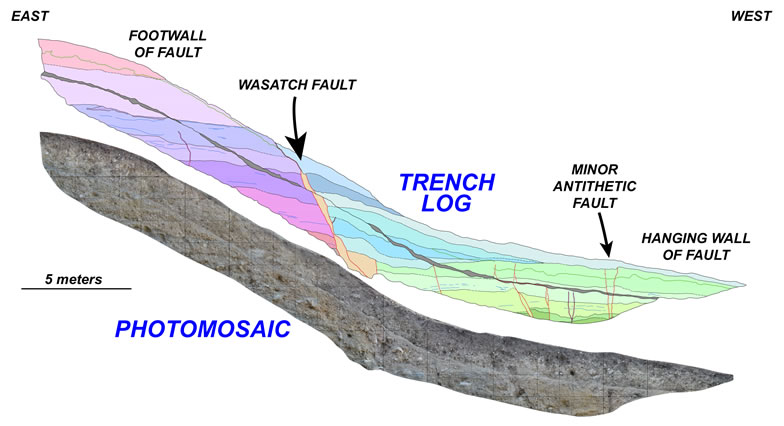 EAST
WEST
FOOTWALL
OF FAULT
WASATCH FAULT
TRENCH
LOG
MINOR
ANTITHETIC
FAULT
HANGING WALL
OF FAULT
5 meters
PHOTOMOSAIC